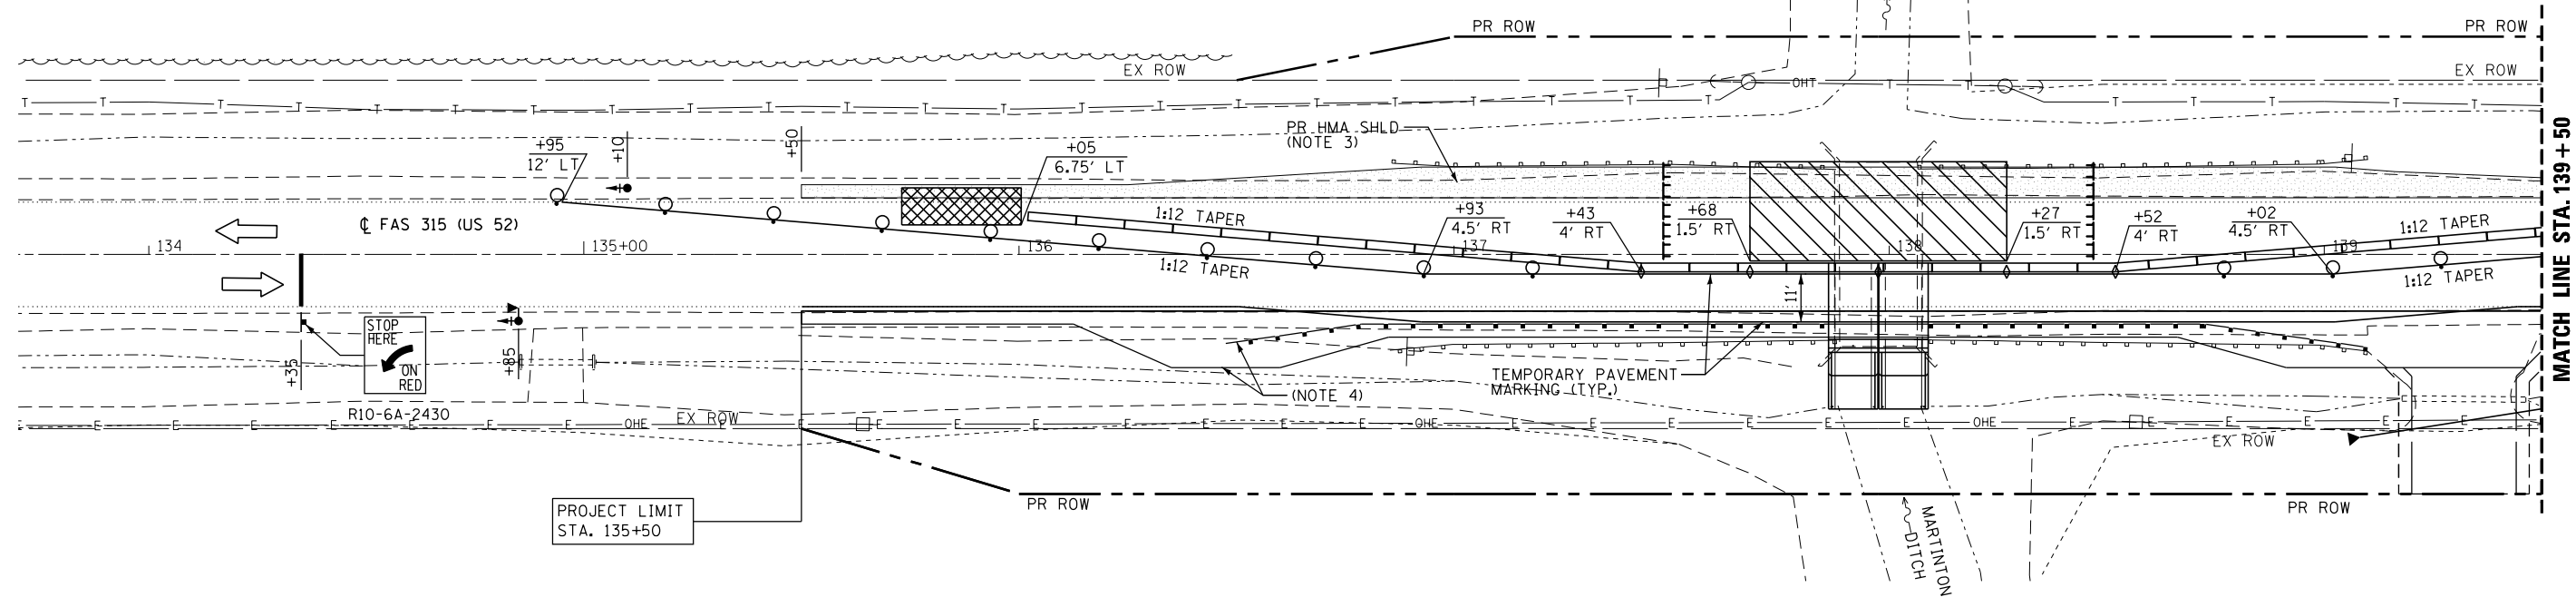 PR ROW
PR ROW
EX ROW
EX ROW
OHT
T T T T T T T T T T T T T T T T T T T T T T T T T T T T T T
+95
12' LT
+10
+50
+05
6.75' LT
PR HMA SHLD
(NOTE 3)
℄ FAS 315 (US 52)
134
135+00
136
137
138
139
1:12 TAPER
1:12 TAPER
+93
4.5' RT
+43
4' RT
+68
1.5' RT
+27
1.5' RT
+52
4' RT
+02
4.5' RT
1:12 TAPER
1:12 TAPER
11'
MATCH LINE STA. 139+50
STOP
HERE
ON
RED
+35
+85
R10-6A-2430
(NOTE 4)
TEMPORARY PAVEMENT
MARKING (TYP.)
EX ROW
OHE
OHE
OHE
E E E E E E E E E E E E E E E E E E E E E E E E E E E E
EX ROW
PROJECT LIMIT
STA. 135+50
PR ROW
PR ROW
MARTINTON
DITCH